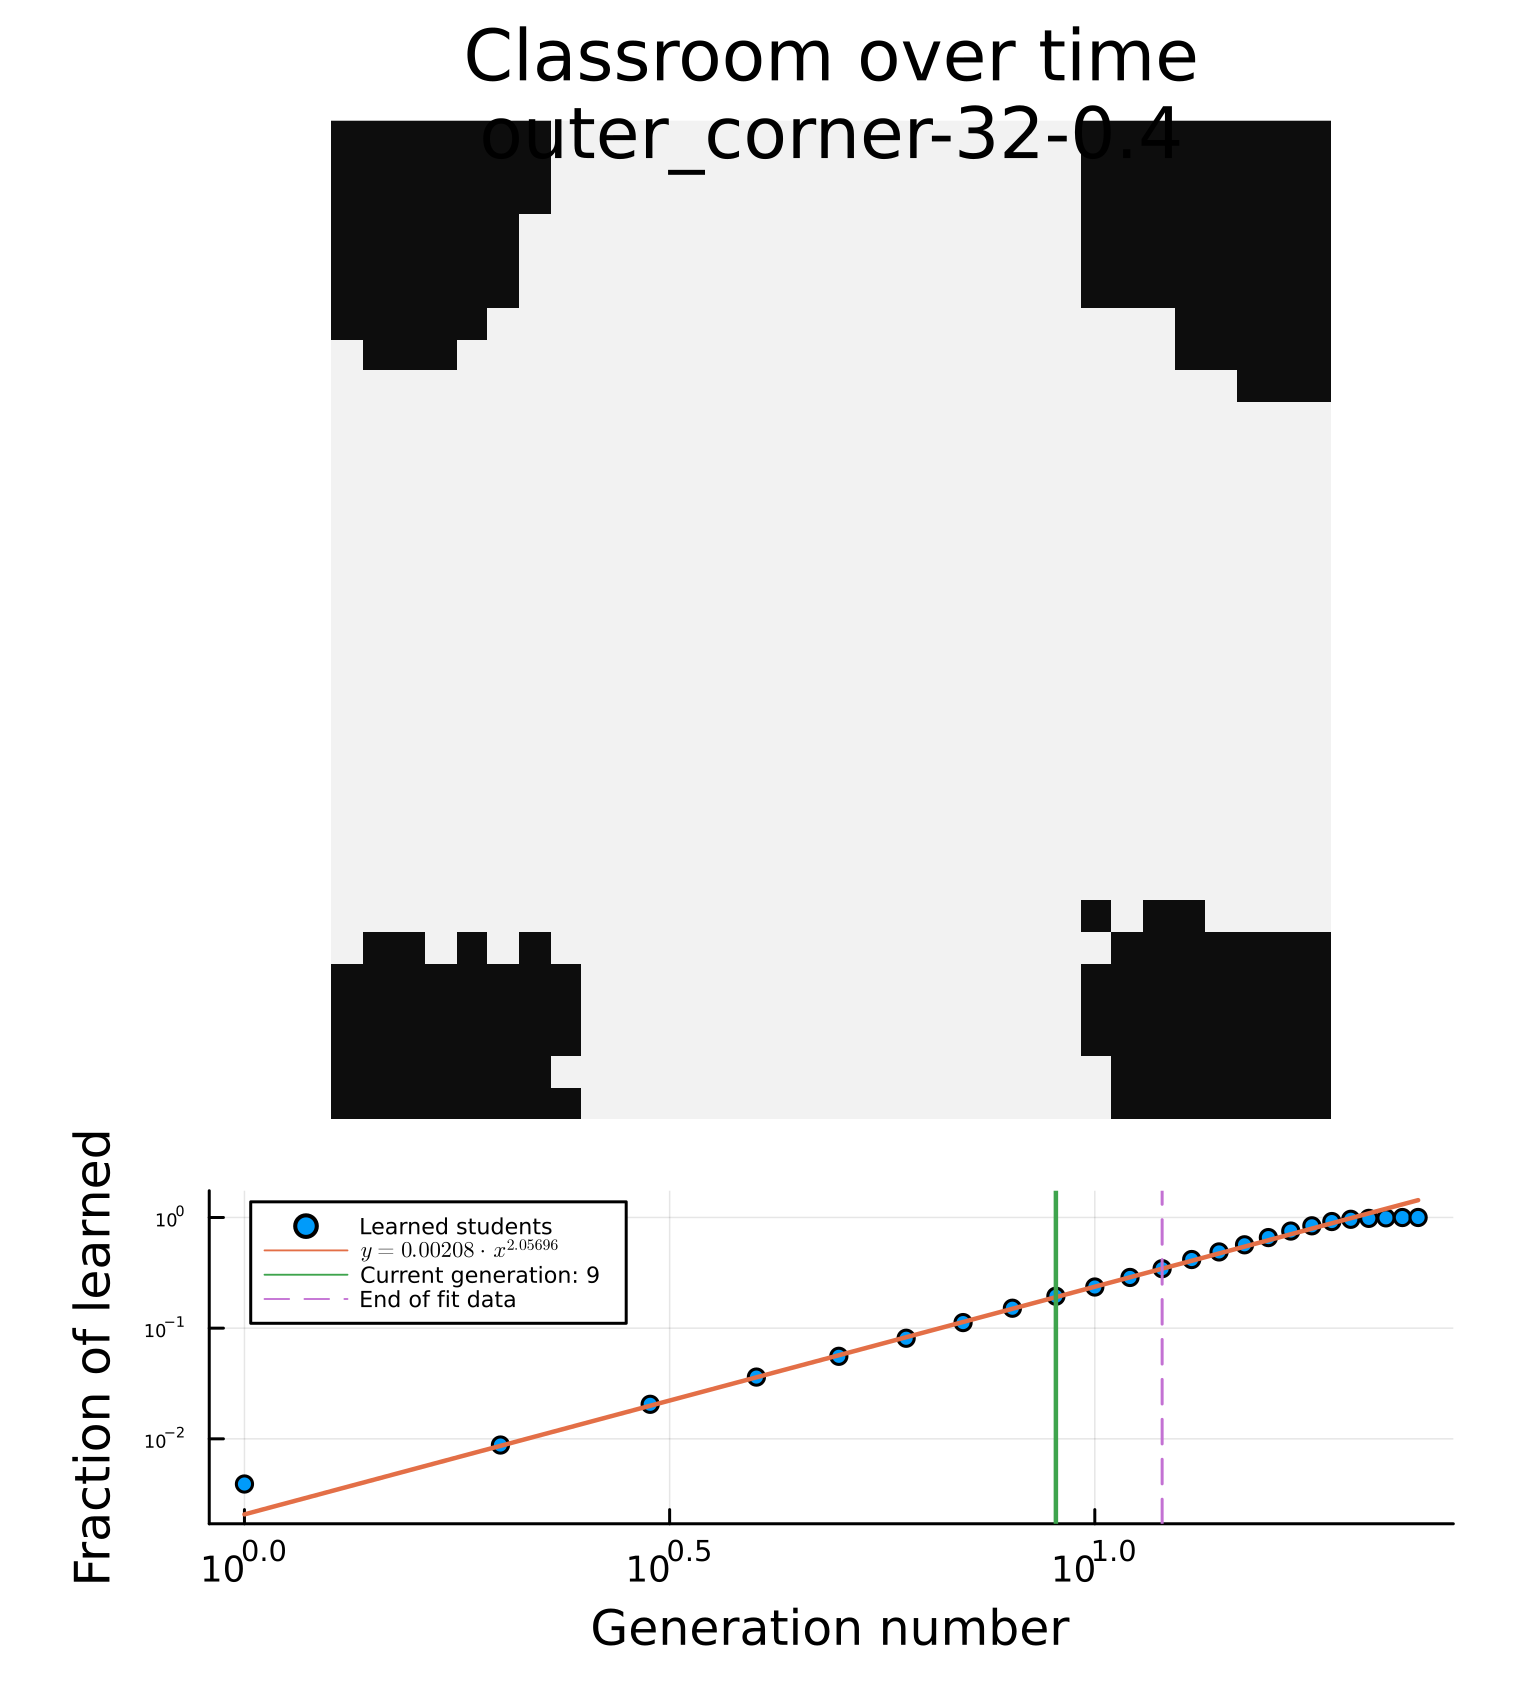 Classroom over time
outer_corner-32-0.4
Fraction of learned
10⁰
10⁻¹
10⁻²
Learned students
y = 0.00208 · x^2.05696
Current generation: 9
End of fit data
10^0.0
10^0.5
10^1.0
Generation number